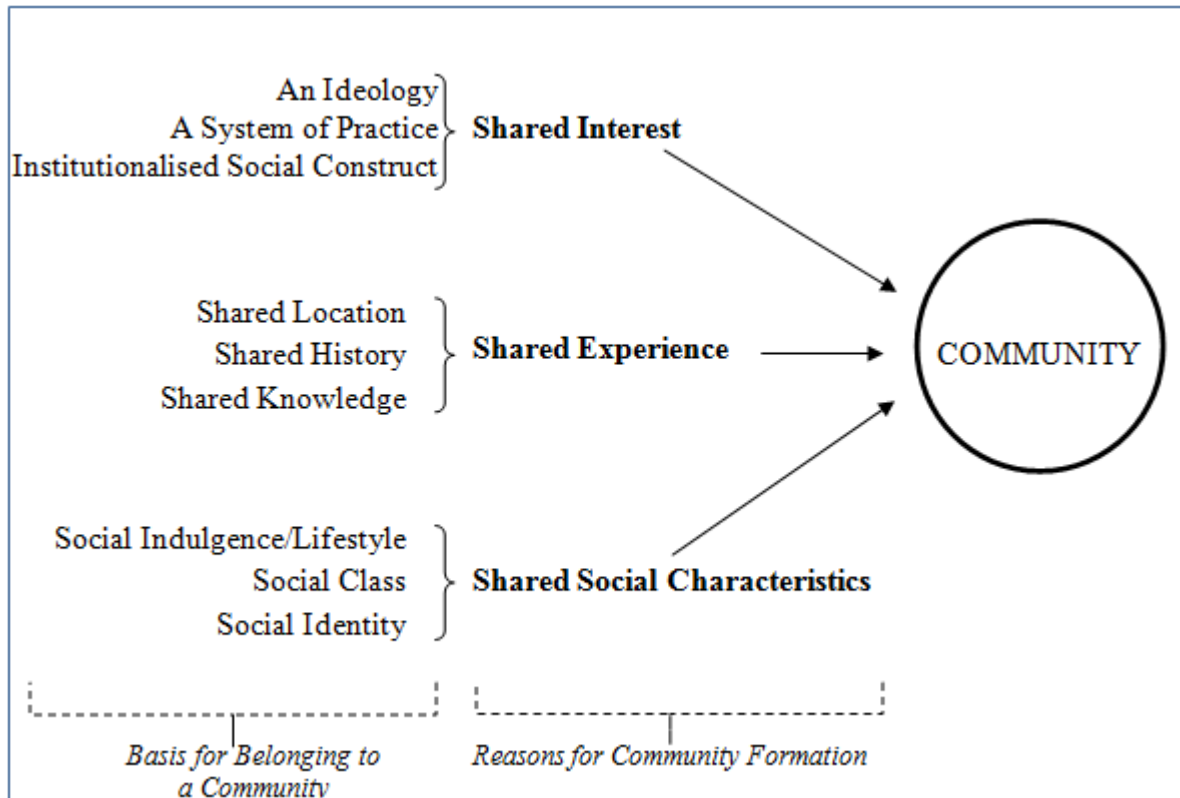 An Ideology
A System of Practice
Institutionalised Social Construct
Shared Interest
Shared Location
Shared History
Shared Knowledge
Shared Experience
COMMUNITY
Social Indulgence/Lifestyle
Social Class
Social Identity
Shared Social Characteristics
Basis for Belonging to
a Community
Reasons for Community Formation